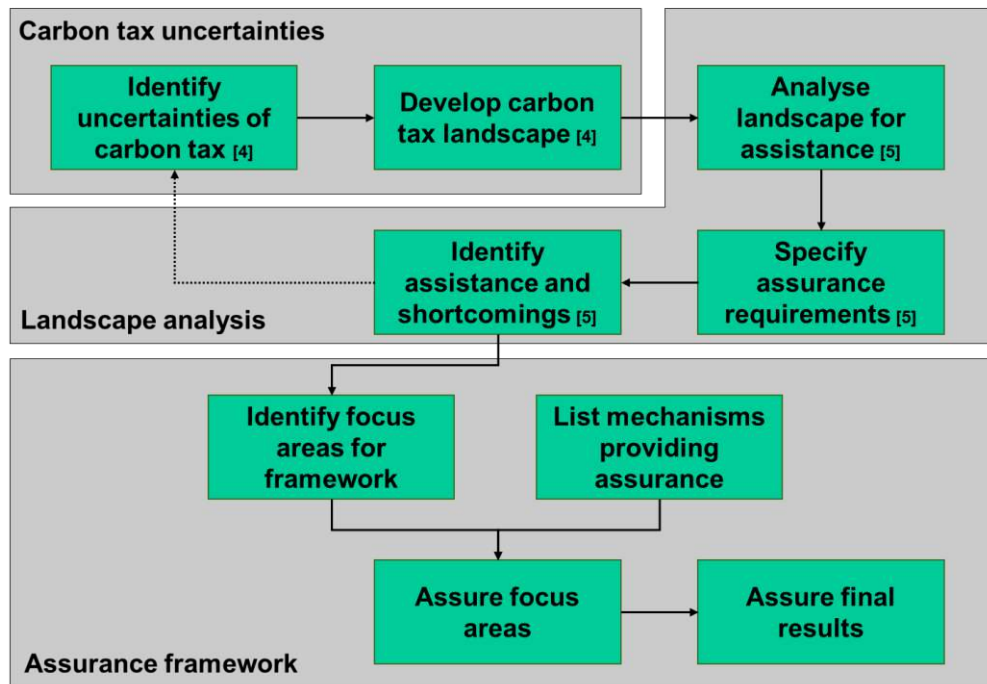 Carbon tax uncertainties
Identify
uncertainties of
carbon tax [4]
Develop carbon
tax landscape [4]
Analyse
landscape for
assistance [5]
Identify
assistance and
shortcomings [5]
Specify
assurance
requirements [5]
Landscape analysis
Identify focus
areas for
framework
List mechanisms
providing
assurance
Assure focus
areas
Assure final
results
Assurance framework